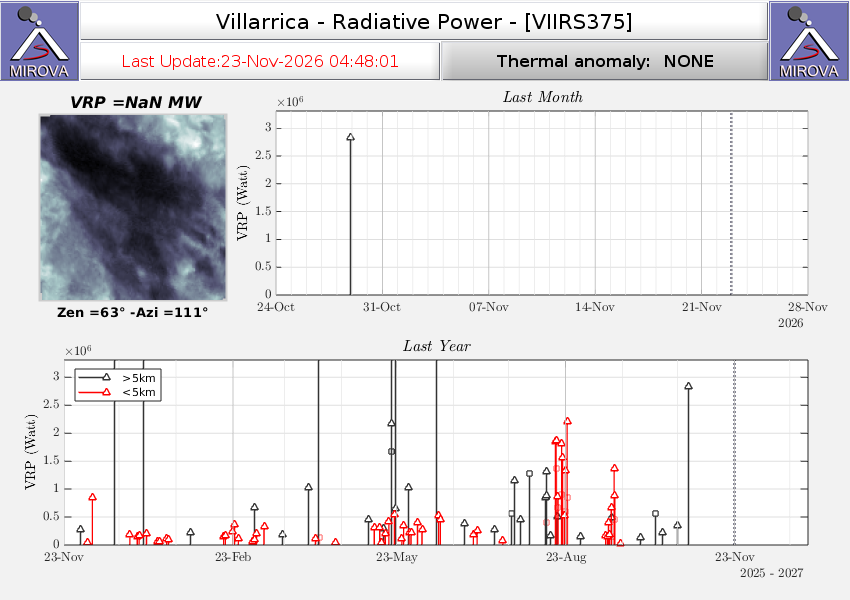 Villarrica - Radiative Power - [VIIRS375]
MIROVA
Last Update:23-Nov-2026 04:48:01
Thermal anomaly: NONE
MIROVA
VRP =NaN MW
Zen =63° -Azi =111°
Last Month
×10⁶
VRP (Watt)
3
2.5
2
1.5
1
0.5
0
24-Oct
31-Oct
07-Nov
14-Nov
21-Nov
28-Nov
2026
Last Year
×10⁶
VRP (Watt)
>5km
<5km
3
2.5
2
1.5
1
0.5
0
23-Nov
23-Feb
23-May
23-Aug
23-Nov
2025 - 2027